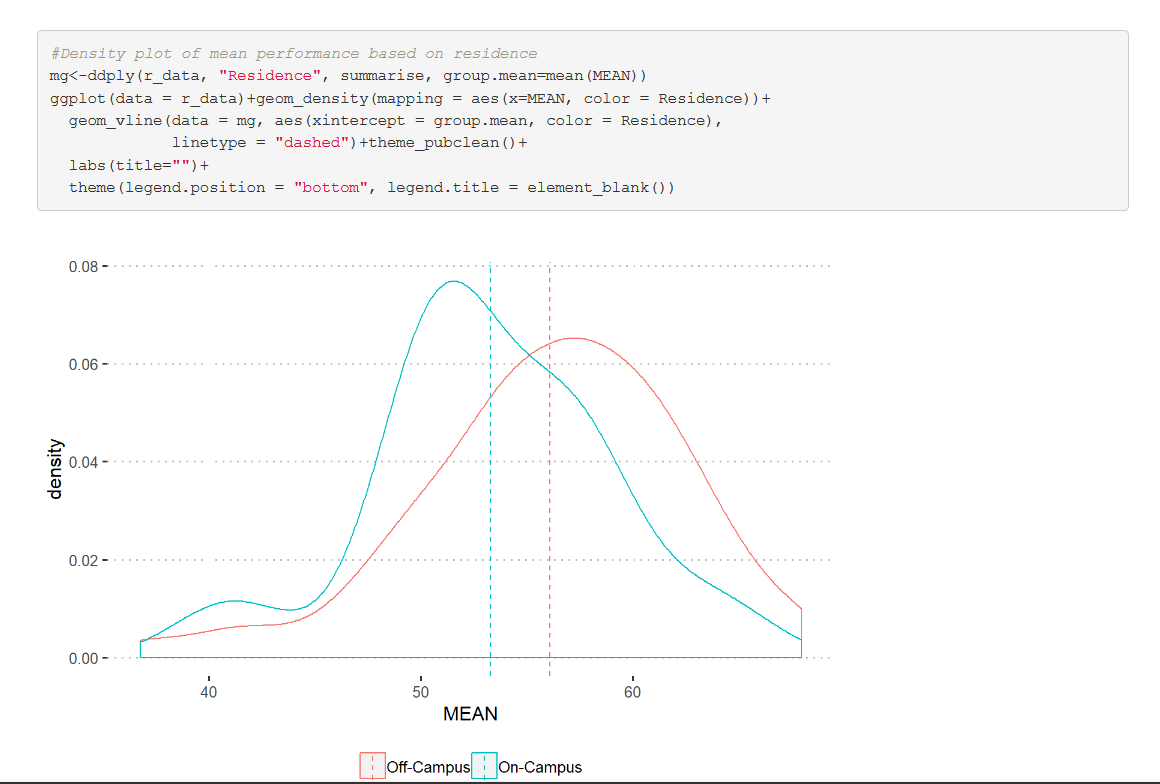 #Density plot of mean performance based on residence
mg<-ddply(r_data, "Residence", summarise, group.mean=mean(MEAN))
ggplot(data = r_data)+geom_density(mapping = aes(x=MEAN, color = Residence))+
  geom_vline(data = mg, aes(xintercept = group.mean, color = Residence),
             linetype = "dashed")+theme_pubclean()+
  labs(title="")+
  theme(legend.position = "bottom", legend.title = element_blank())
0.08
0.06
0.04
0.02
0.00
density
40 50 60
MEAN
Off-Campus On-Campus